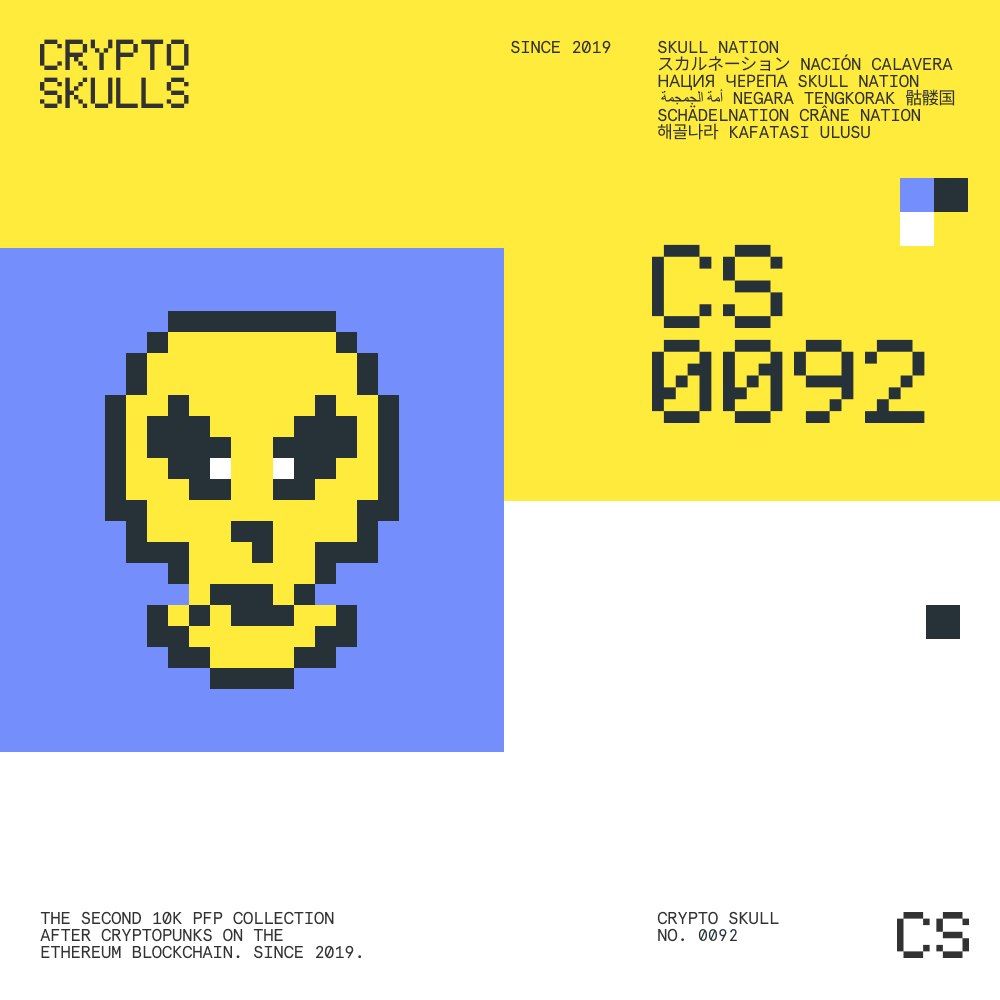 CRYPTO
SKULLS
SINCE 2019
SKULL NATION
スカルネーション NACIÓN CALAVERA
НАЦИЯ ЧЕРЕПА SKULL NATION
أمة الجمجمة NEGARA TENGKORAK 骷髅国
SCHÄDELNATION CRÂNE NATION
해골나라 KAFATASI ULUSU
CS
0092
THE SECOND 10K PFP COLLECTION
AFTER CRYPTOPUNKS ON THE
ETHEREUM BLOCKCHAIN. SINCE 2019.
CRYPTO SKULL
NO. 0092
CS